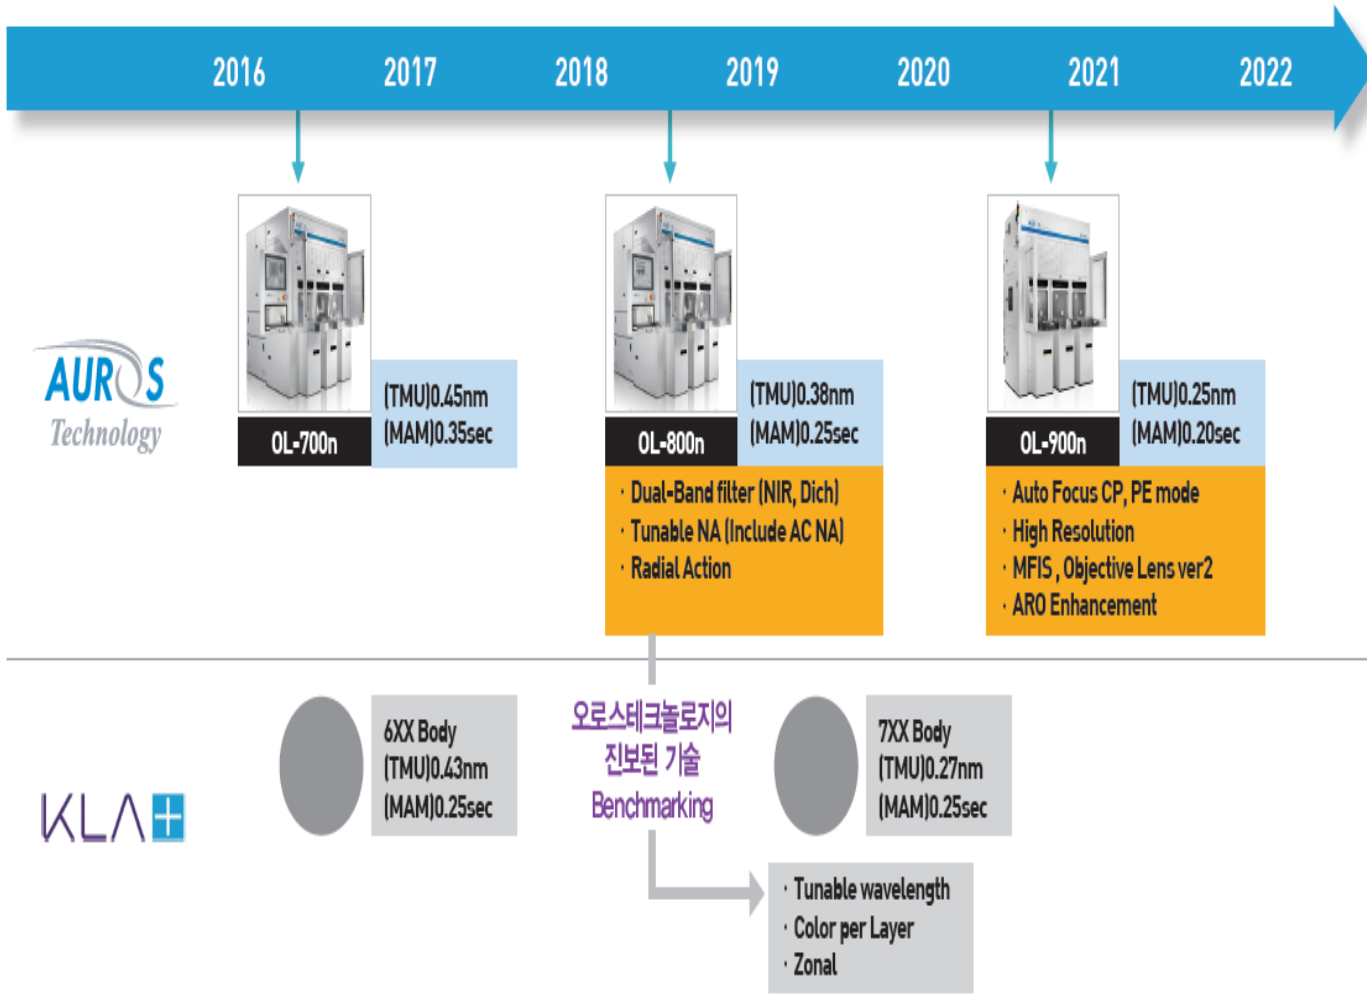 2016 2017 2018 2019 2020 2021 2022
AUROS
Technology
OL-700n
(TMU)0.45nm
(MAM)0.35sec
OL-800n
(TMU)0.38nm
(MAM)0.25sec
· Dual-Band filter (NIR, Dich)
· Tunable NA (Include AC NA)
· Radial Action
OL-900n
(TMU)0.25nm
(MAM)0.20sec
· Auto Focus CP, PE mode
· High Resolution
· MFIS , Objective Lens ver2
· ARO Enhancement
KLA+
6XX Body
(TMU)0.43nm
(MAM)0.25sec
오로스테크놀로지의
진보된 기술
Benchmarking
7XX Body
(TMU)0.27nm
(MAM)0.25sec
· Tunable wavelength
· Color per Layer
· Zonal